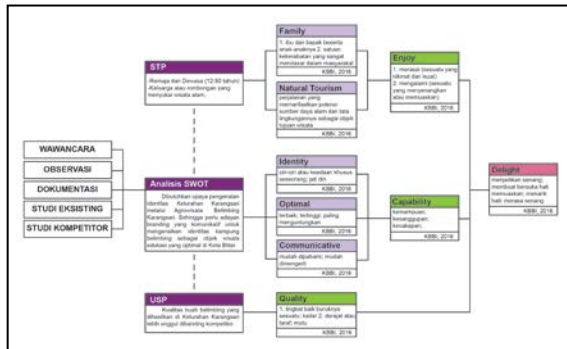 WAWANCARA
OBSERVASI
DOKUMENTASI
STUDI EKSISTING
STUDI KOMPETITOR
STP
-Remaja dan Dewasa (12-50 tahun)
-Keluarga atau rombongan yang
menyukai wisata alam.
Analisis SWOT
Dibutuhkan upaya pengenalan
identitas Kelurahan Karangsari
melalui Agrowisata Belimbing
Karangsari. Sehingga perlu adanya
branding yang komunikatif untuk
mengenalkan identitas kampung
belimbing sebagai objek wisata
edukasi yang optimal di Kota Blitar.
USP
Kualitas buah belimbing yang
dihasilkan di Kelurahan Karangsari
lebih unggul dibanding kompetitor
Family
1. ibu dan bapak beserta
anak-anaknya 2. satuan
kekerabatan yang sangat
mendasar dalam masyarakat
KBBI, 2016
Natural Tourism
perjalanan yang
memanfaatkan potensi
sumber daya alam dan tata
lingkungannya sebagai objek
tujuan wisata
KBBI, 2016
Identity
ciri-ciri atau keadaan khusus
seseorang; jati diri
KBBI, 2016
Optimal
terbaik; tertinggi; paling
menguntungkan
KBBI, 2016
Communicative
mudah dipahami; mudah
dimengerti
KBBI, 2016
Enjoy
1. merasai (sesuatu yang
nikmat dan lezat)
2. mengalami (sesuatu
yang menyenangkan
atau memuaskan)
KBBI, 2016
Capability
kemampuan;
kesanggupan;
kecakapan;
KBBI, 2016
Quality
1. tingkat baik buruknya
sesuatu; kadar 2. derajat atau
taraf; mutu
KBBI, 2016
Delight
menjadikan senang;
membuat bersuka hati;
memuaskan; menarik
hati; merasa senang
KBBI, 2016